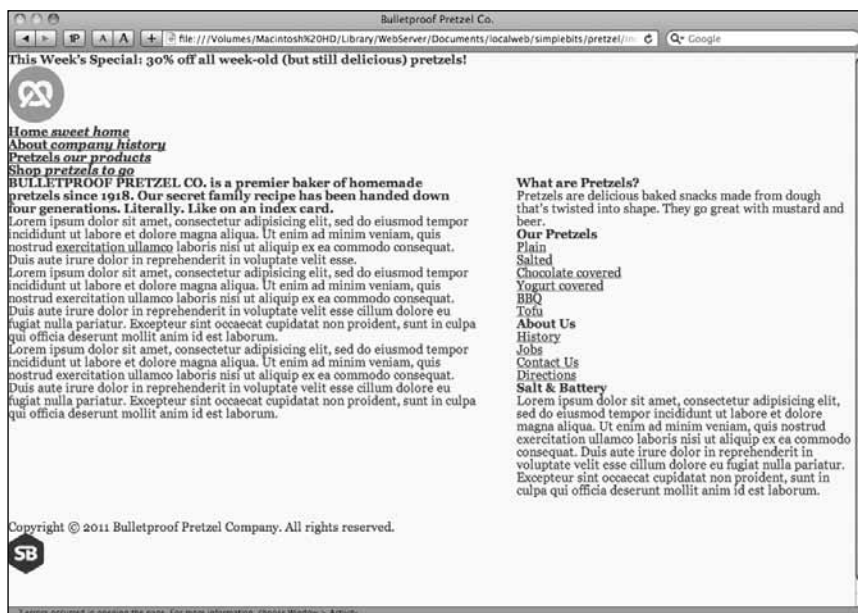 Bulletproof Pretzel Co.
1P A A + file:///Volumes/Macintosh%20HD/Library/WebServer/Documents/localweb/simplebits/pretzel/ Google
This Week's Special: 30% off all week-old (but still delicious) pretzels!
Home sweet home
About company history
Pretzels our products
Shop pretzels to go
BULLETPROOF PRETZEL CO. is a premier baker of homemade
pretzels since 1918. Our secret family recipe has been handed down
four generations. Literally. Like on an index card.
Lorem ipsum dolor sit amet, consectetur adipisicing elit, sed do eiusmod tempor
incididunt ut labore et dolore magna aliqua. Ut enim ad minim veniam, quis
nostrud exercitation ullamco laboris nisi ut aliquip ex ea commodo consequat.
Duis aute irure dolor in reprehenderit in voluptate velit esse.
Lorem ipsum dolor sit amet, consectetur adipisicing elit, sed do eiusmod tempor
incididunt ut labore et dolore magna aliqua. Ut enim ad minim veniam, quis
nostrud exercitation ullamco laboris nisi ut aliquip ex ea commodo consequat.
Duis aute irure dolor in reprehenderit in voluptate velit esse cillum dolore eu
fugiat nulla pariatur. Excepteur sint occaecat cupidatat non proident, sunt in culpa
qui officia deserunt mollit anim id est laborum.
Lorem ipsum dolor sit amet, consectetur adipisicing elit, sed do eiusmod tempor
incididunt ut labore et dolore magna aliqua. Ut enim ad minim veniam, quis
nostrud exercitation ullamco laboris nisi ut aliquip ex ea commodo consequat.
Duis aute irure dolor in reprehenderit in voluptate velit esse cillum dolore eu
fugiat nulla pariatur. Excepteur sint occaecat cupidatat non proident, sunt in culpa
qui officia deserunt mollit anim id est laborum.
What are Pretzels?
Pretzels are delicious baked snacks made from dough
that's twisted into shape. They go great with mustard and
beer.
Our Pretzels
Plain
Salted
Chocolate covered
Yogurt covered
BBQ
Tofu
About Us
History
Jobs
Contact Us
Directions
Salt & Battery
Lorem ipsum dolor sit amet, consectetur adipisicing elit,
sed do eiusmod tempor incididunt ut labore et dolore
magna aliqua. Ut enim ad minim veniam, quis nostrud
exercitation ullamco laboris nisi ut aliquip ex ea commodo
consequat. Duis aute irure dolor in reprehenderit in
voluptate velit esse cillum dolore eu fugiat nulla pariatur.
Excepteur sint occaecat cupidatat non proident, sunt in
culpa qui officia deserunt mollit anim id est laborum.
Copyright © 2011 Bulletproof Pretzel Company. All rights reserved.
SB